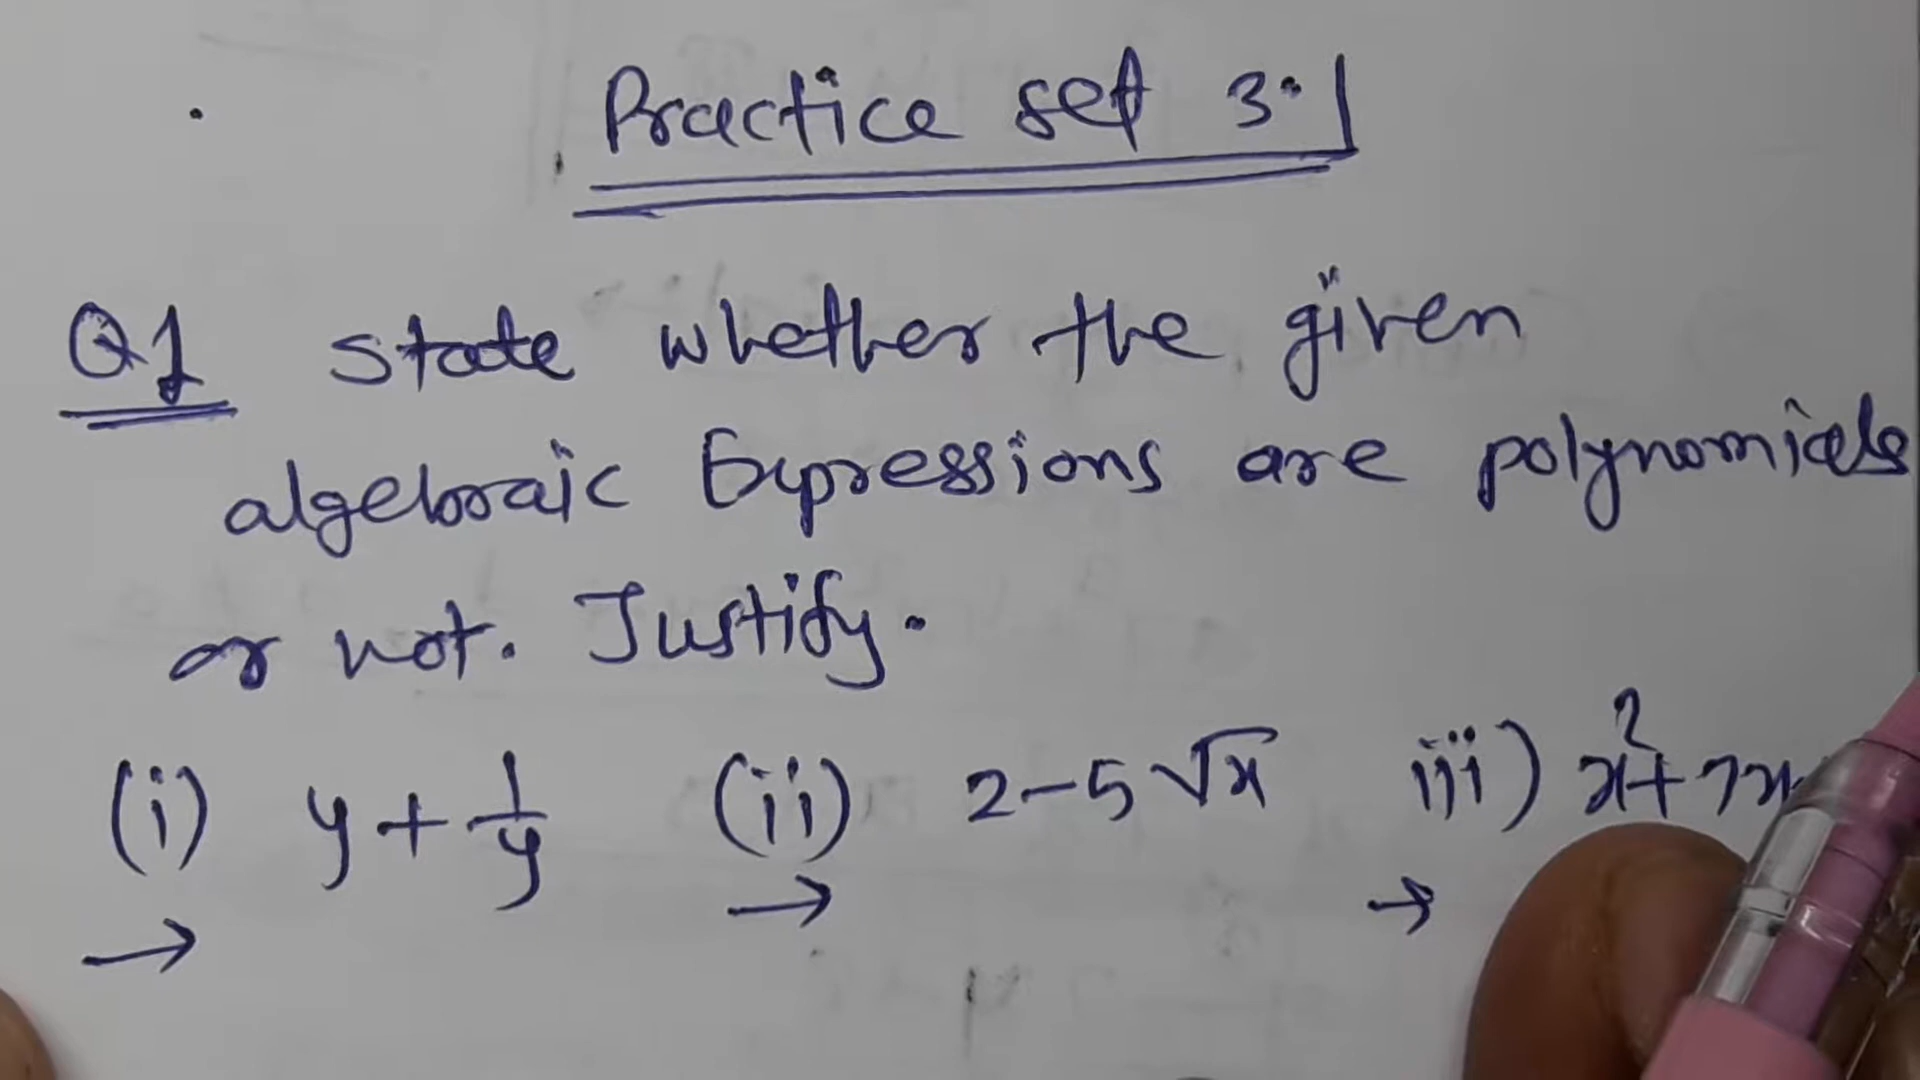 Practice set 3.1
Q1 State whether the given
algebraic Expressions are polynomials
or not. Justify.
(i) y + 1/y (ii) 2-5√x iii) x²+7x
→ → →